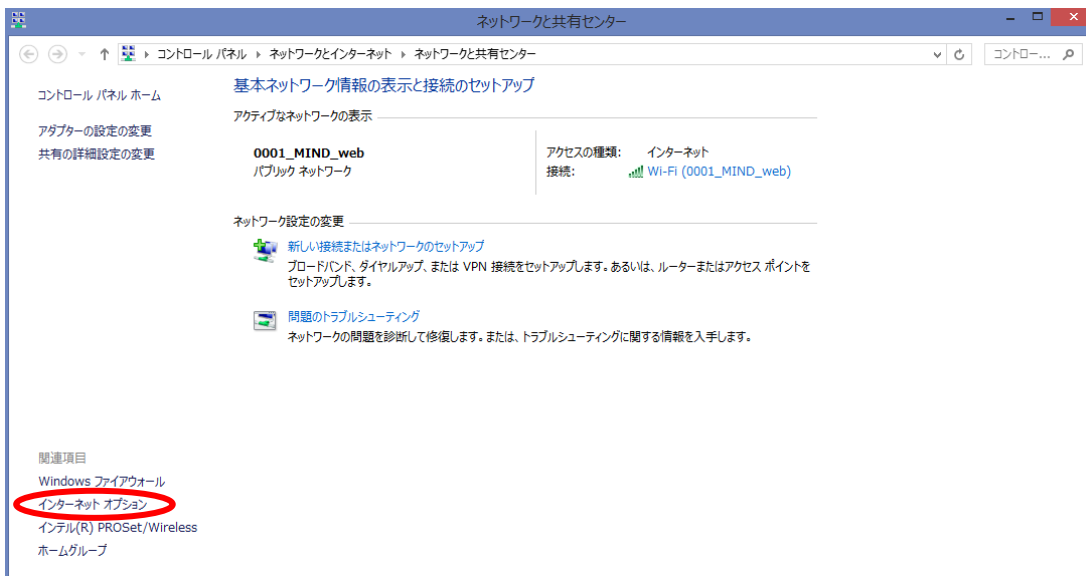 ネットワークと共有センター
コントロール パネル ネットワークとインターネット ネットワークと共有センター
コントロー...
コントロール パネル ホーム
アダプターの設定の変更
共有の詳細設定の変更
基本ネットワーク情報の表示と接続のセットアップ
アクティブなネットワークの表示
0001_MIND_web
パブリック ネットワーク
アクセスの種類: インターネット
接続: Wi-Fi (0001_MIND_web)
ネットワーク設定の変更
新しい接続またはネットワークのセットアップ
ブロードバンド、ダイヤルアップ、または VPN 接続をセットアップします。あるいは、ルーターまたはアクセス ポイントを
セットアップします。
問題のトラブルシューティング
ネットワークの問題を診断して修復します。または、トラブルシューティングに関する情報を入手します。
関連項目
Windows ファイアウォール
インターネット オプション
インテル(R) PROSet/Wireless
ホームグループ